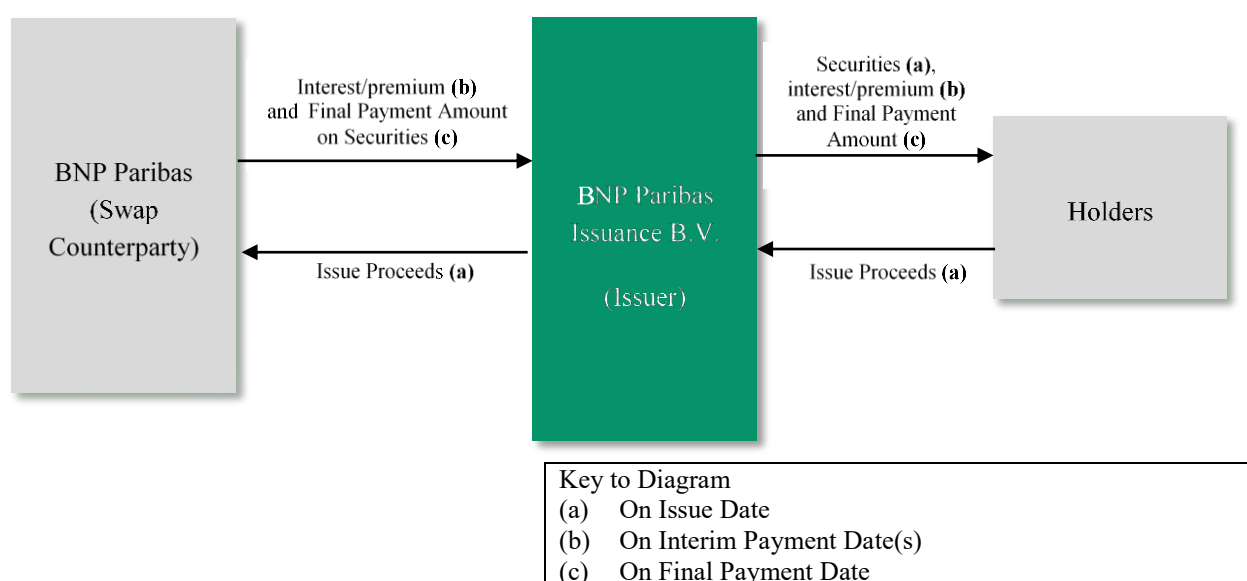 BNP Paribas
(Swap
Counterparty)
Interest/premium (b)
and Final Payment Amount
on Securities (c)
Issue Proceeds (a)
BNP Paribas
Issuance B.V.
(Issuer)
Securities (a),
interest/premium (b)
and Final Payment
Amount (c)
Issue Proceeds (a)
Holders
Key to Diagram
(a) On Issue Date
(b) On Interim Payment Date(s)
(c) On Final Payment Date